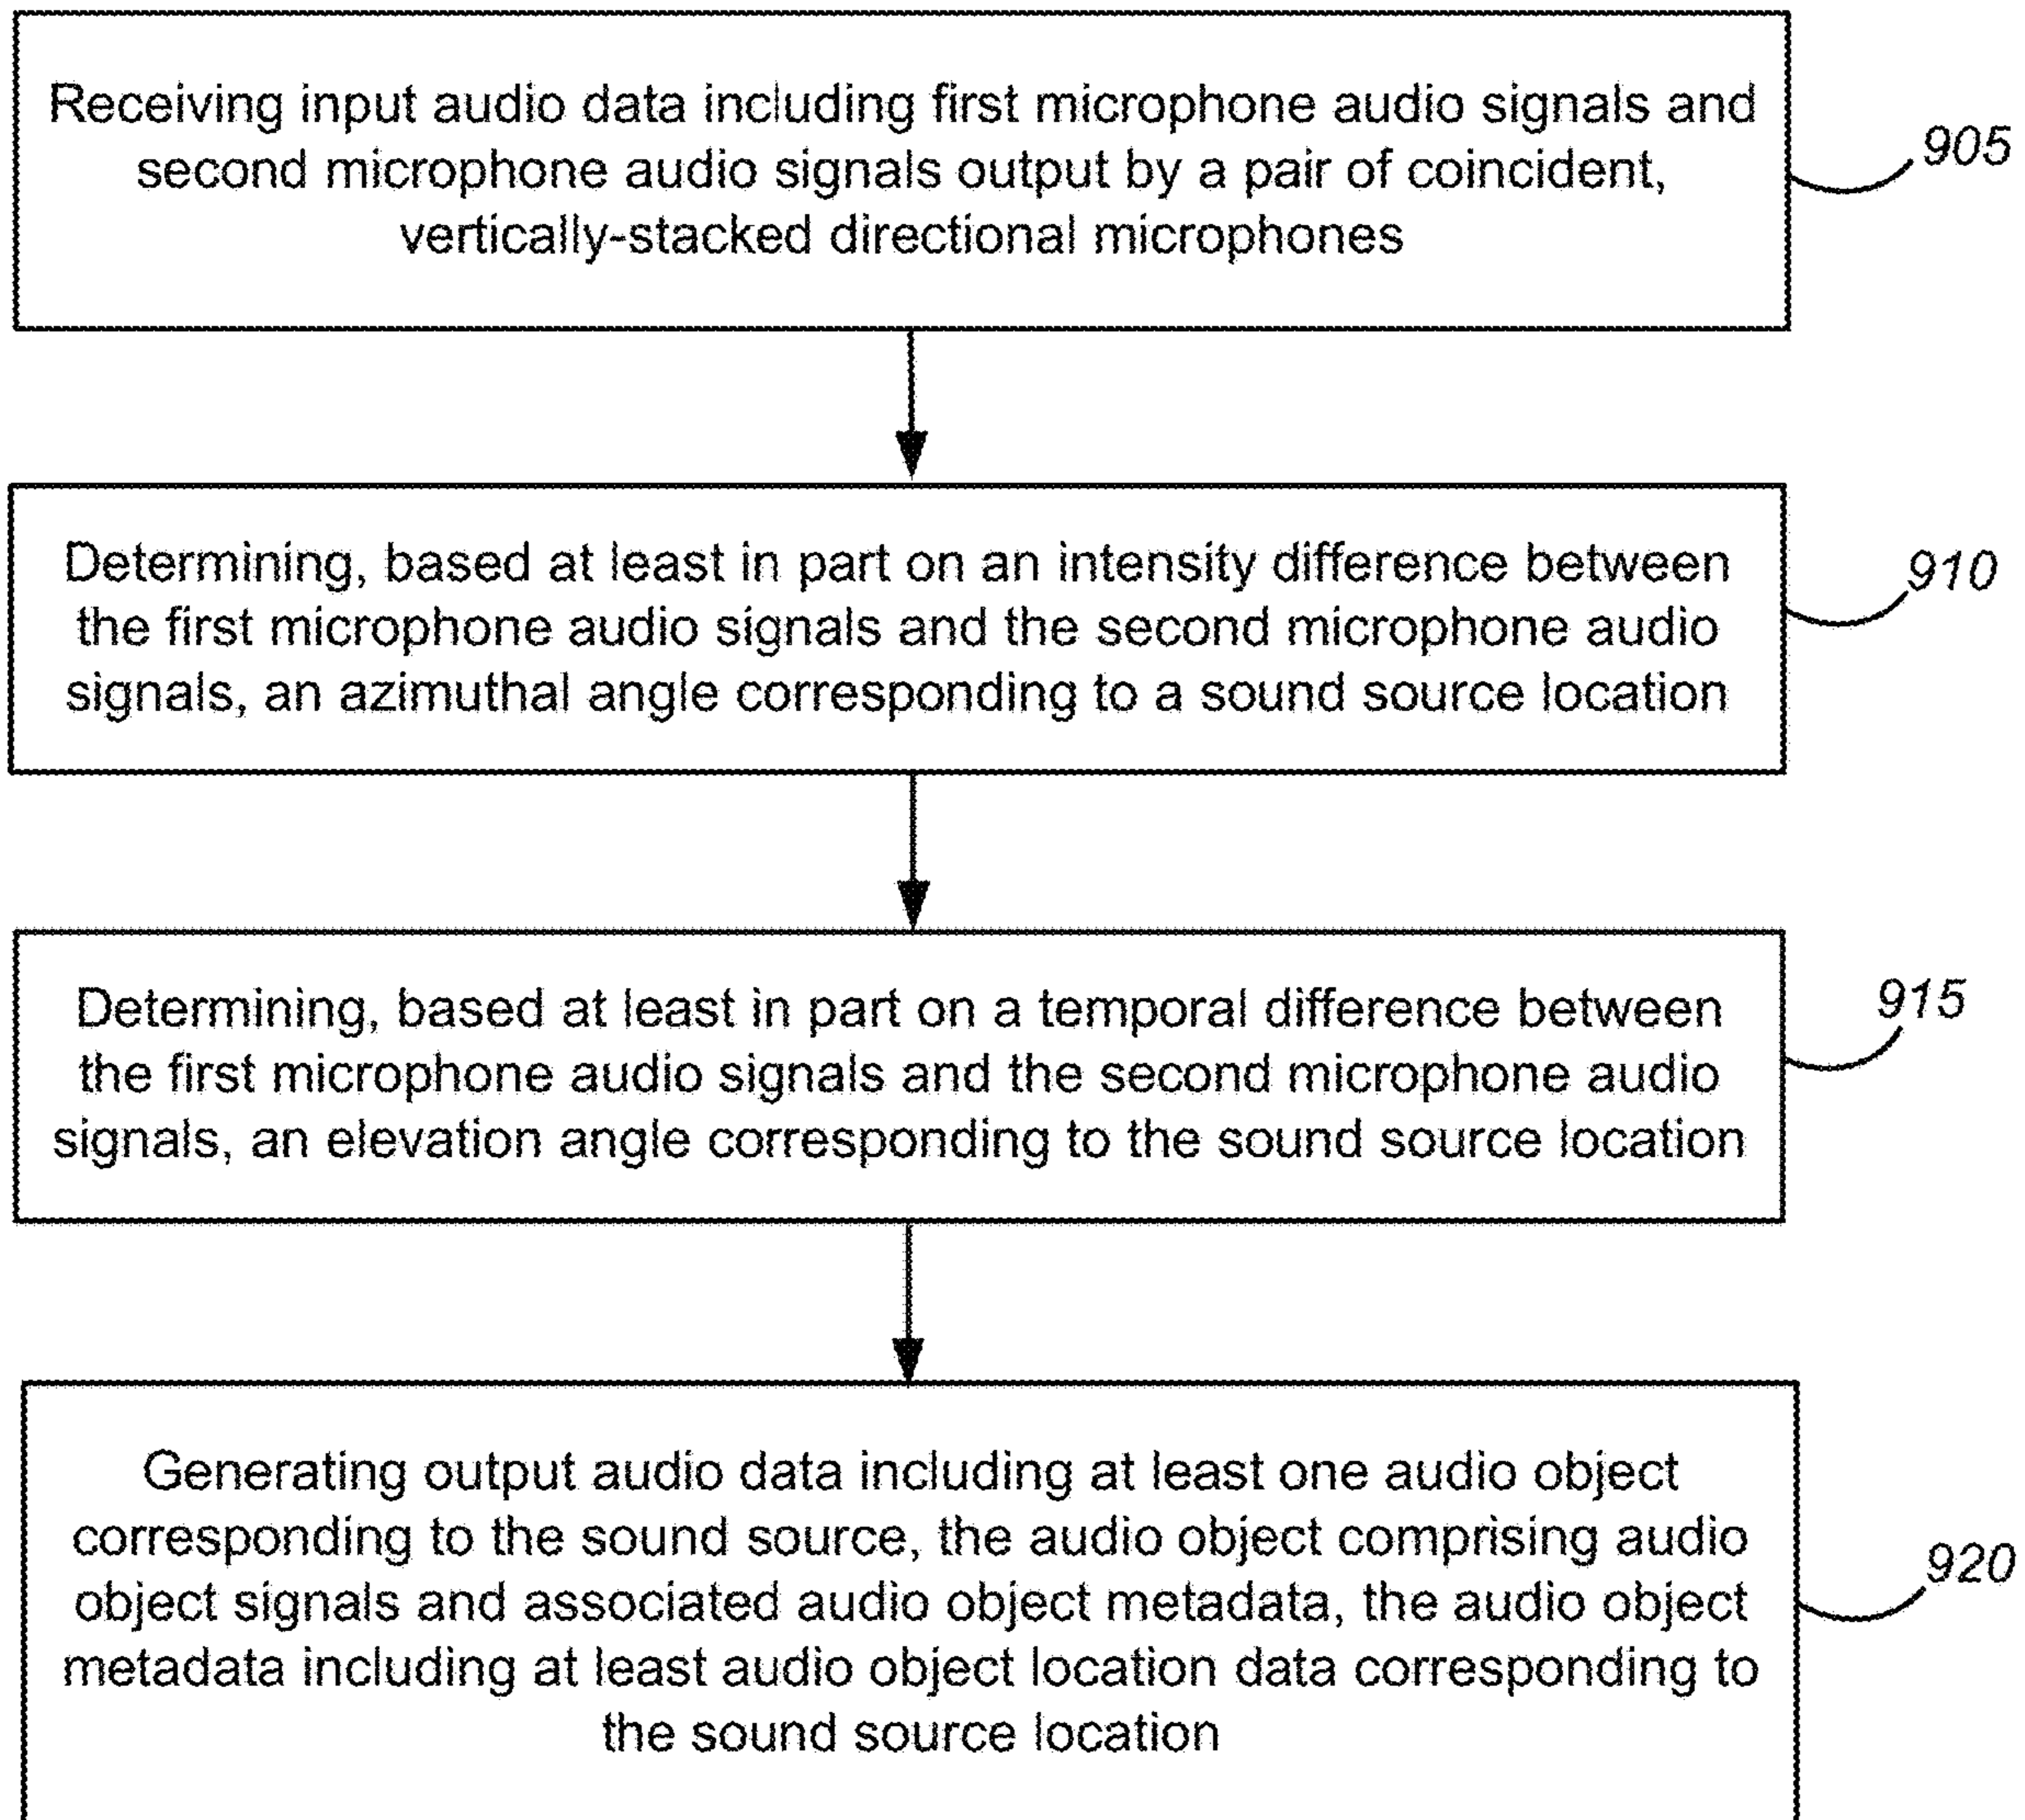 Receiving input audio data including first microphone audio signals and
second microphone audio signals output by a pair of coincident,
vertically-stacked directional microphones
905
Determining, based at least in part on an intensity difference between
the first microphone audio signals and the second microphone audio
signals, an azimuthal angle corresponding to a sound source location
910
Determining, based at least in part on a temporal difference between
the first microphone audio signals and the second microphone audio
signals, an elevation angle corresponding to the sound source location
915
Generating output audio data including at least one audio object
corresponding to the sound source, the audio object comprising audio
object signals and associated audio object metadata, the audio object
metadata including at least audio object location data corresponding to
the sound source location
920